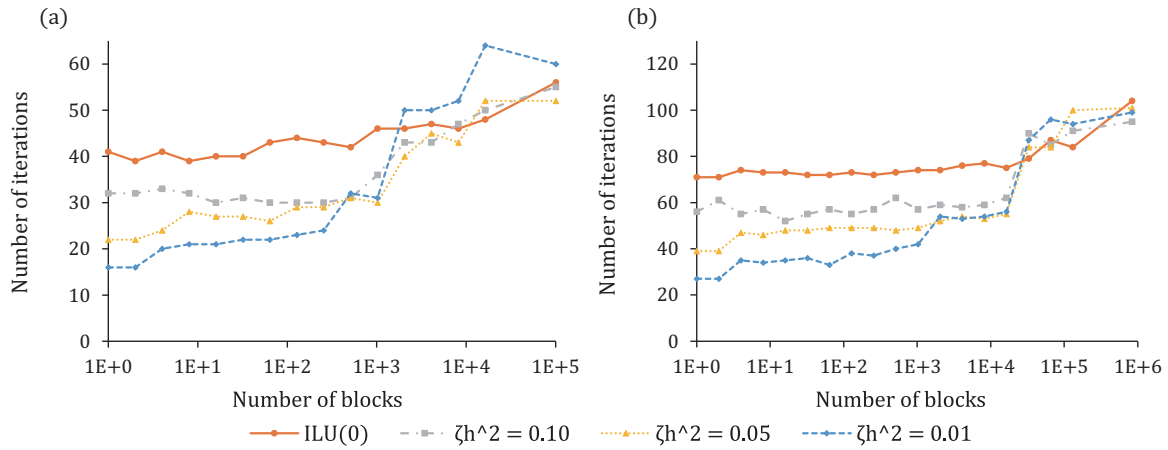 (a)
Number of iterations
60
50
40
30
20
10
0
1E+0 1E+1 1E+2 1E+3 1E+4 1E+5
Number of blocks
(b)
Number of iterations
120
100
80
60
40
20
0
1E+0 1E+1 1E+2 1E+3 1E+4 1E+5 1E+6
Number of blocks
ILU(0) ζh^2 = 0.10 ζh^2 = 0.05 ζh^2 = 0.01